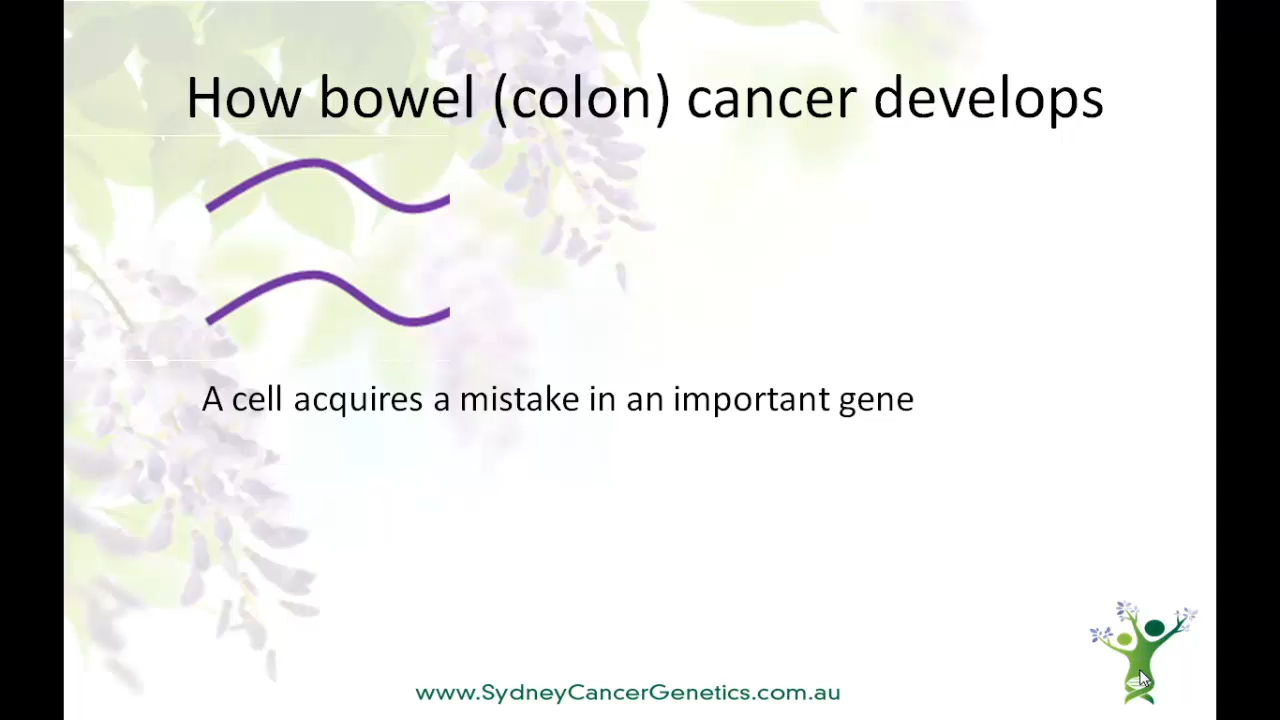 How bowel (colon) cancer develops
A cell acquires a mistake in an important gene
www.SydneyCancerGenetics.com.au